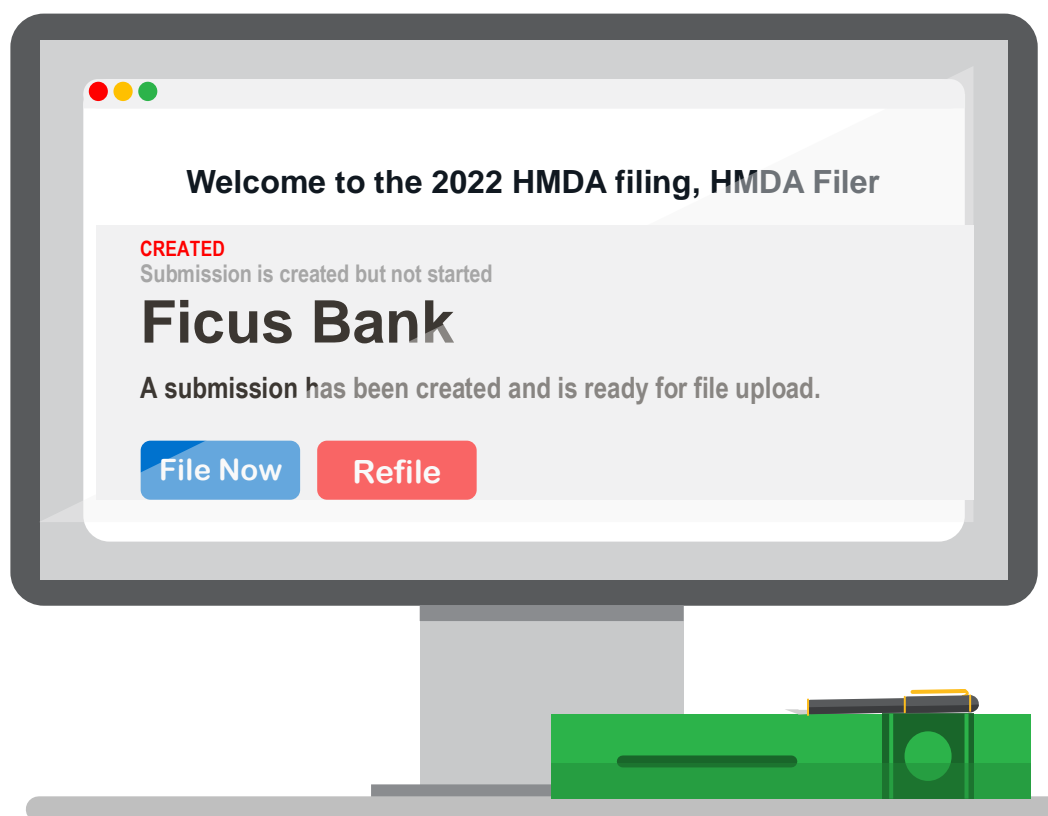 Welcome to the 2022 HMDA filing, HMDA Filer
CREATED
Submission is created but not started
Ficus Bank
A submission has been created and is ready for file upload.
File Now Refile